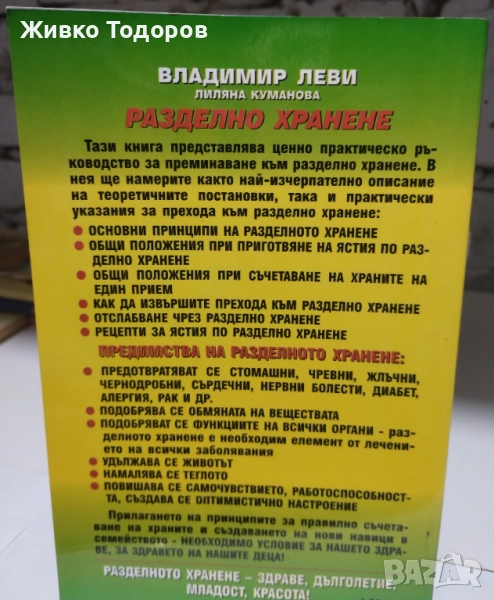 Живко Тодоров
ВЛАДИМИР ЛЕВИ
ЛИЛЯНА КУМАНОВА
РАЗДЕЛНО ХРАНЕНЕ
Тази книга представлява ценно практическо ръ-
ководство за преминаване към разделно хранене. В
нея ще намерите както най-изчерпателно описание
на теоретичните постановки, така и практически
указания за прехода към разделно хранене:
● ОСНОВНИ ПРИНЦИПИ НА РАЗДЕЛНОТО ХРАНЕНЕ
● ОБЩИ ПОЛОЖЕНИЯ ПРИ ПРИГОТВЯНЕ НА ЯСТИЯ ПО РАЗ-
ДЕЛНО ХРАНЕНЕ
● ОБЩИ ПОЛОЖЕНИЯ ПРИ СЪЧЕТАВАНЕ НА ХРАНИТЕ НА
ЕДИН ПРИЕМ
● КАК ДА ИЗВЪРШИТЕ ПРЕХОДА КЪМ РАЗДЕЛНО ХРАНЕНЕ
● ОТСЛАБВАНЕ ЧРЕЗ РАЗДЕЛНО ХРАНЕНЕ
● РЕЦЕПТИ ЗА ЯСТИЯ ПО РАЗДЕЛНО ХРАНЕНЕ
ПРЕДИМСТВА НА РАЗДЕЛНОТО ХРАНЕНЕ:
● ПРЕДОТВРАТЯВАТ СЕ СТОМАШНИ, ЧРЕВНИ, ЖЛЪЧНИ,
ЧЕРНОДРОБНИ, СЪРДЕЧНИ, НЕРВНИ БОЛЕСТИ, ДИАБЕТ,
АЛЕРГИЯ, РАК И ДР.
● ПОДОБРЯВА СЕ ОБМЯНАТА НА ВЕЩЕСТВАТА
● ПОДОБРЯВАТ СЕ ФУНКЦИИТЕ НА ВСИЧКИ ОРГАНИ - раз-
делното хранене е необходим елемент от лечени-
ето на всички заболявания
● УДЪЛЖАВА СЕ ЖИВОТЪТ
● НАМАЛЯВА СЕ ТЕГЛОТО
● ПОВИШАВА СЕ САМОЧУВСТВИЕТО, РАБОТОСПОСОБНОСТ-
ТА, СЪЗДАВА СЕ ОПТИМИСТИЧНО НАСТРОЕНИЕ
Прилагането на принципите за правилно съчета-
ване на храните и създаването на нови навици в
семейството - НЕОБХОДИМО УСЛОВИЕ ЗА НАШЕТО ЗДРА-
ВЕ, ЗА ЗДРАВЕТО НА НАШИТЕ ДЕЦА!
РАЗДЕЛНОТО ХРАНЕНЕ - ЗДРАВЕ, ДЪЛГОЛЕТИЕ,
МЛАДОСТ, КРАСОТА!
BAZAR